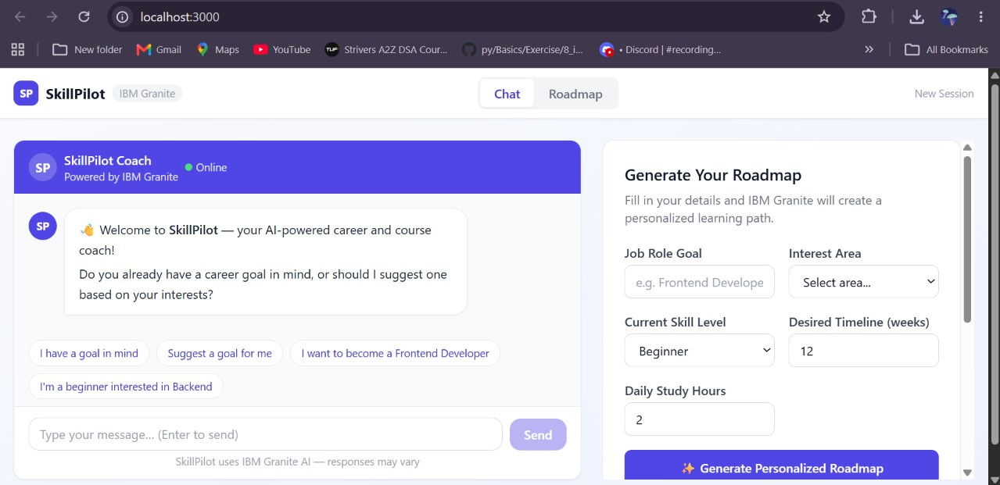 localhost:3000
New folder
Gmail
Maps
YouTube
TUF
Strivers A2Z DSA Cour...
py/Basics/Exercise/8_i...
• Discord | #recording...
»
All Bookmarks
SP
SkillPilot
IBM Granite
Chat
Roadmap
New Session
SP
SkillPilot Coach
Online
Powered by IBM Granite
SP
👋 Welcome to SkillPilot — your AI-powered career and course
coach!
Do you already have a career goal in mind, or should I suggest one
based on your interests?
I have a goal in mind
Suggest a goal for me
I want to become a Frontend Developer
I'm a beginner interested in Backend
Type your message... (Enter to send)
Send
SkillPilot uses IBM Granite AI — responses may vary
Generate Your Roadmap
Fill in your details and IBM Granite will create a
personalized learning path.
Job Role Goal
Interest Area
e.g. Frontend Develope
Select area...
Current Skill Level
Desired Timeline (weeks)
Beginner
12
Daily Study Hours
2
✨ Generate Personalized Roadmap